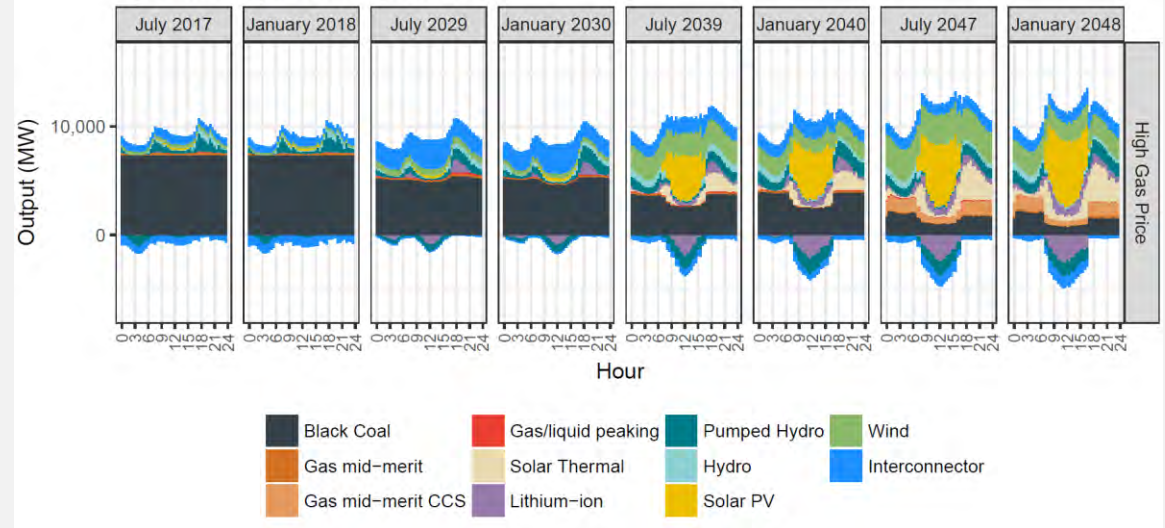 July 2017 January 2018 July 2029 January 2030 July 2039 January 2040 July 2047 January 2048
High Gas Price
Output (MW)
10,000
0
0 3 6 9 12 15 18 21 24 0 3 6 9 12 15 18 21 24 0 3 6 9 12 15 18 21 24 0 3 6 9 12 15 18 21 24 0 3 6 9 12 15 18 21 24 0 3 6 9 12 15 18 21 24 0 3 6 9 12 15 18 21 24 0 3 6 9 12 15 18 21 24
Hour
Black Coal Gas/liquid peaking Pumped Hydro Wind
Gas mid−merit Solar Thermal Hydro Interconnector
Gas mid−merit CCS Lithium−ion Solar PV